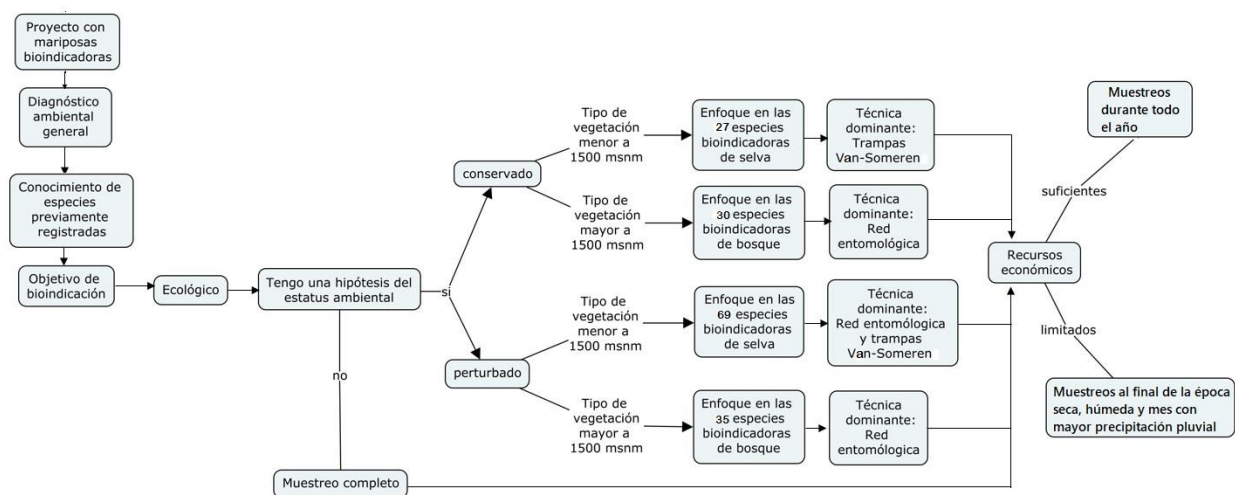 Proyecto con
mariposas
bioindicadoras
Diagnóstico
ambiental
general
Conocimiento de
especies
previamente
registradas
Objetivo de
bioindicación
Ecológico
Tengo una hipótesis del
estatus ambiental
no
Muestreo completo
si
conservado
Tipo de
vegetación
menor a
1500 msnm
Enfoque en las
27 especies
bioindicadoras
de selva
Técnica
dominante:
Trampas
Van-Someren
Tipo de
vegetación
mayor a
1500 msnm
Enfoque en las
30 especies
bioindicadoras
de bosque
Técnica
dominante:
Red
entomológica
perturbado
Tipo de
vegetación
menor a
1500 msnm
Enfoque en las
69 especies
bioindicadoras
de selva
Técnica
dominante:
Red entomólogica
y trampas
Van-Someren
Tipo de
vegetación
mayor a
1500 msnm
Enfoque en las
35 especies
bioindicadoras
de bosque
Técnica
dominante:
Red
entomológica
Recursos
económicos
suficientes
Muestreos
durante todo
el año
limitados
Muestreos al final de la época
seca, húmeda y mes con
mayor precipitación pluvial